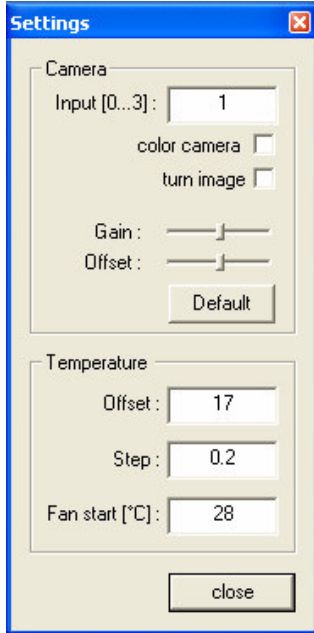 Settings
Camera
Input [0...3] : 1
color camera
turn image
Gain :
Offset :
Default
Temperature
Offset : 17
Step : 0.2
Fan start [°C] : 28
close